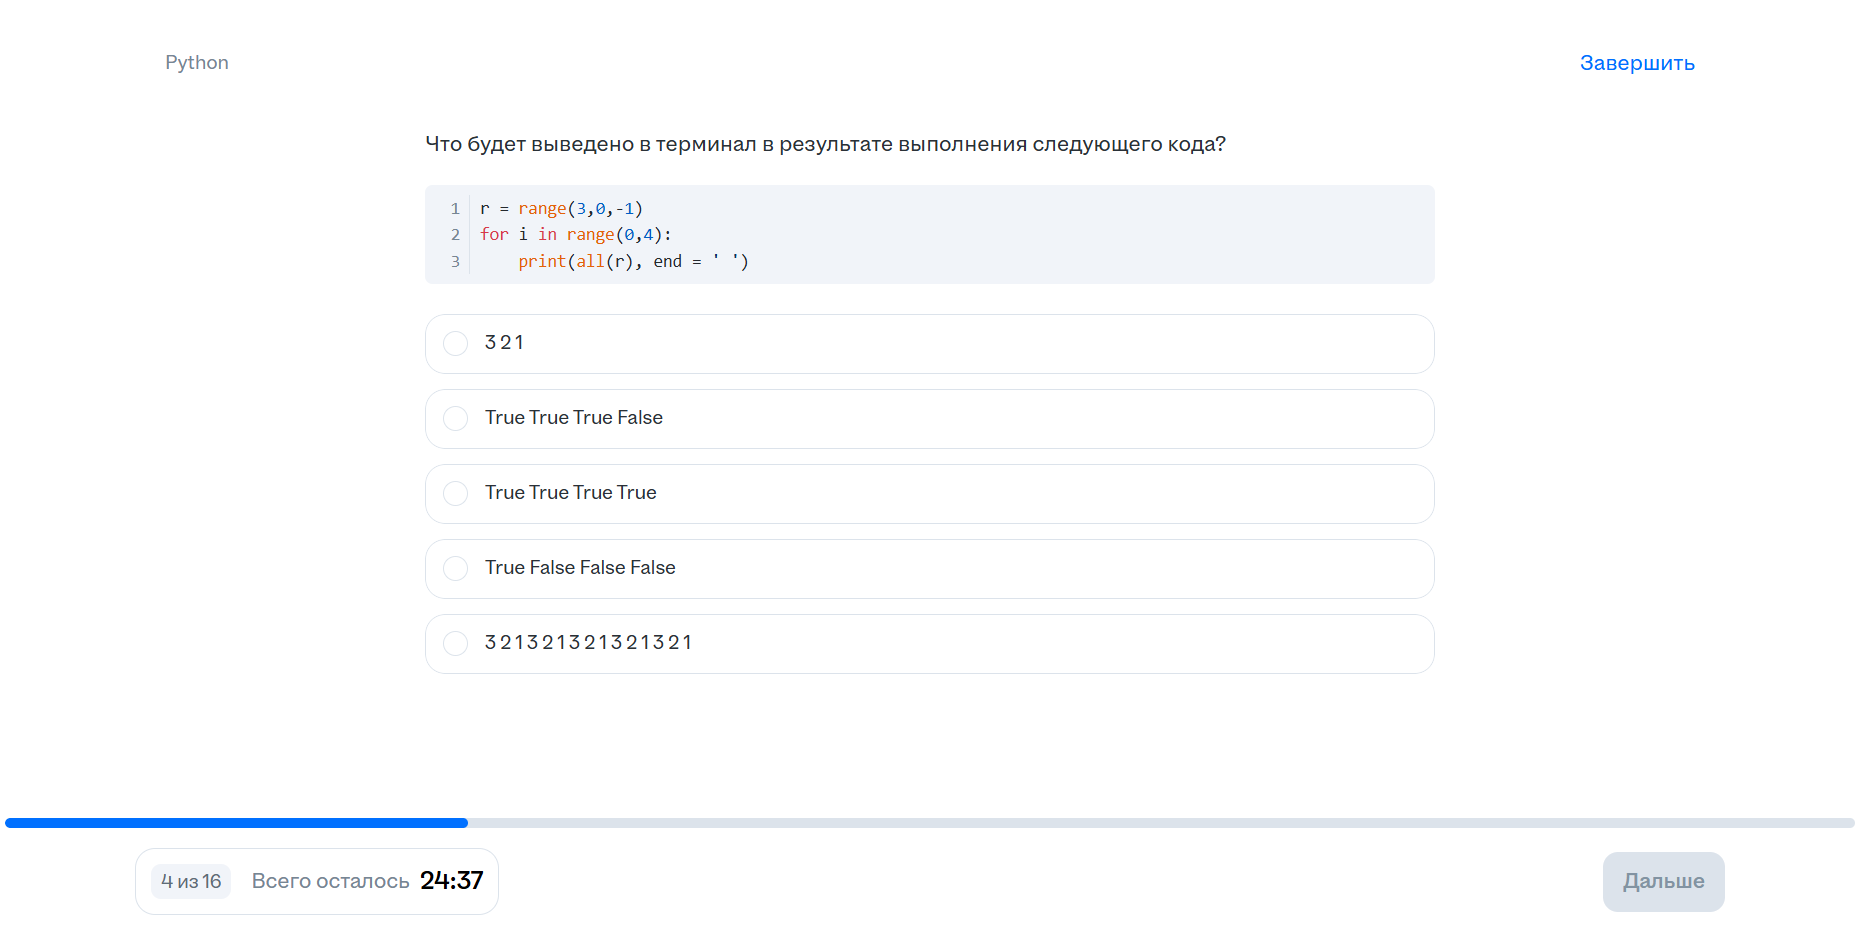 Python
Завершить
Что будет выведено в терминал в результате выполнения следующего кода?
1 r = range(3,0,-1)
2 for i in range(0,4):
3     print(all(r), end = ' ')
3 2 1
True True True False
True True True True
True False False False
3 2 1 3 2 1 3 2 1 3 2 1 3 2 1
4 из 16 Всего осталось 24:37
Дальше